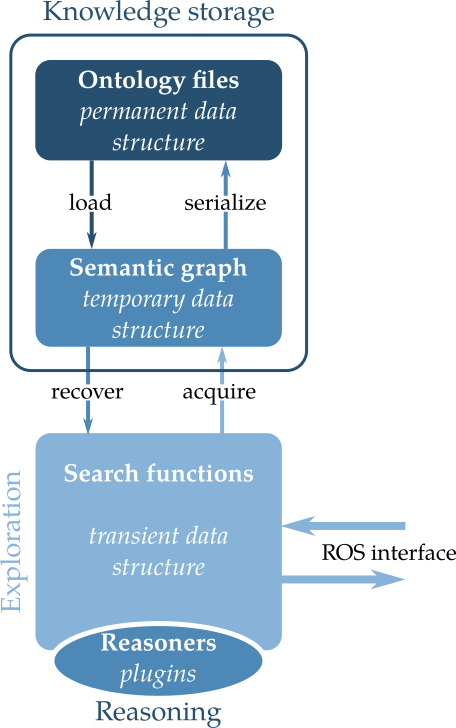 Knowledge storage
Ontology files
permanent data
structure
load
serialize
Semantic graph
temporary data
structure
recover
acquire
Exploration
Search functions
transient data
structure
ROS interface
Reasoners
plugins
Reasoning